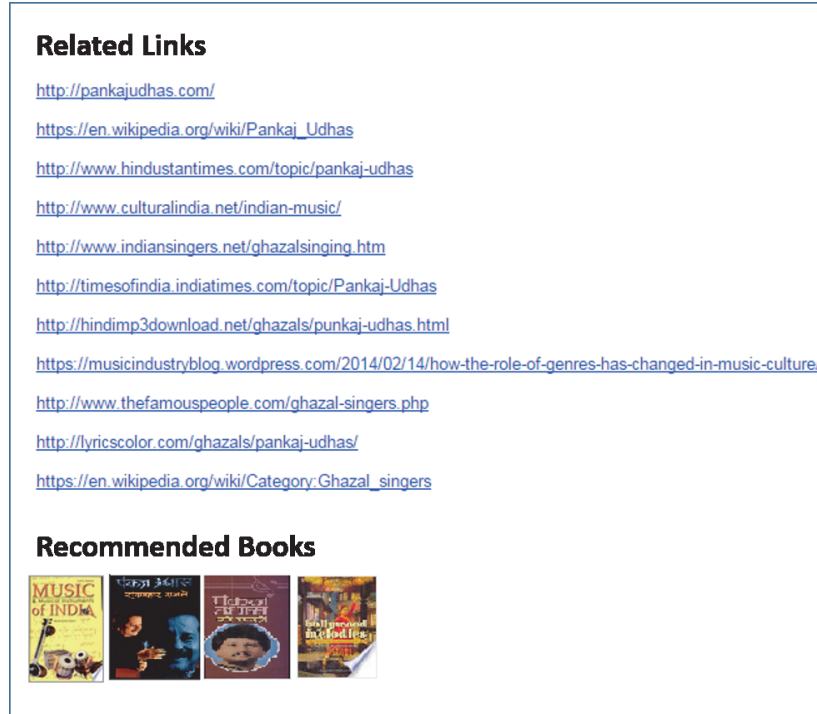 Related Links
http://pankajudhas.com/
https://en.wikipedia.org/wiki/Pankaj_Udhas
http://www.hindustantimes.com/topic/pankaj-udhas
http://www.culturalindia.net/indian-music/
http://www.indiansingers.net/ghazalsinging.htm
http://timesofindia.indiatimes.com/topic/Pankaj-Udhas
http://hindimp3download.net/ghazals/punkaj-udhas.html
https://musicindustryblog.wordpress.com/2014/02/14/how-the-role-of-genres-has-changed-in-music-culture/
http://www.thefamouspeople.com/ghazal-singers.php
http://lyricscolor.com/ghazals/pankaj-udhas/
https://en.wikipedia.org/wiki/Category:Ghazal_singers
Recommended Books
MUSIC
& Musical Instruments
of INDIA
पंकज उधास
melodies